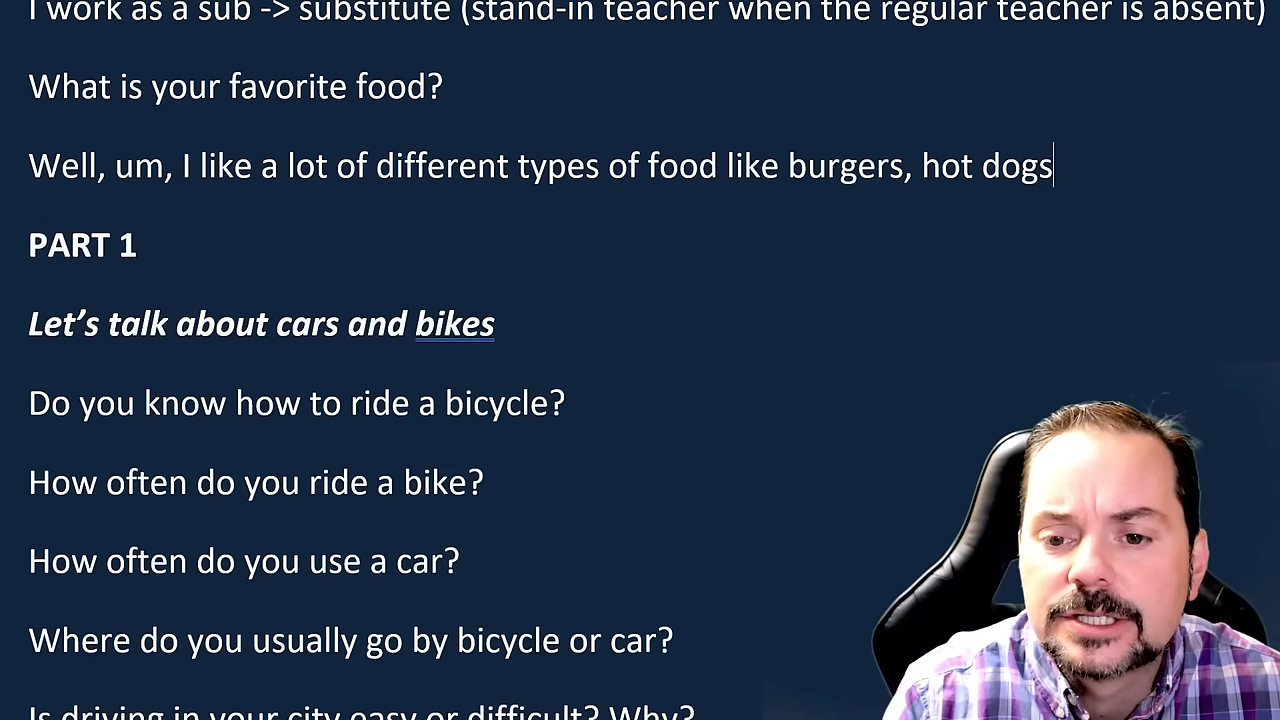 I work as a sub -> substitute (stand-in teacher when the regular teacher is absent)
What is your favorite food?
Well, um, I like a lot of different types of food like burgers, hot dogs
PART 1
Let’s talk about cars and bikes
Do you know how to ride a bicycle?
How often do you ride a bike?
How often do you use a car?
Where do you usually go by bicycle or car?
Is driving in your city easy or difficult? Why?